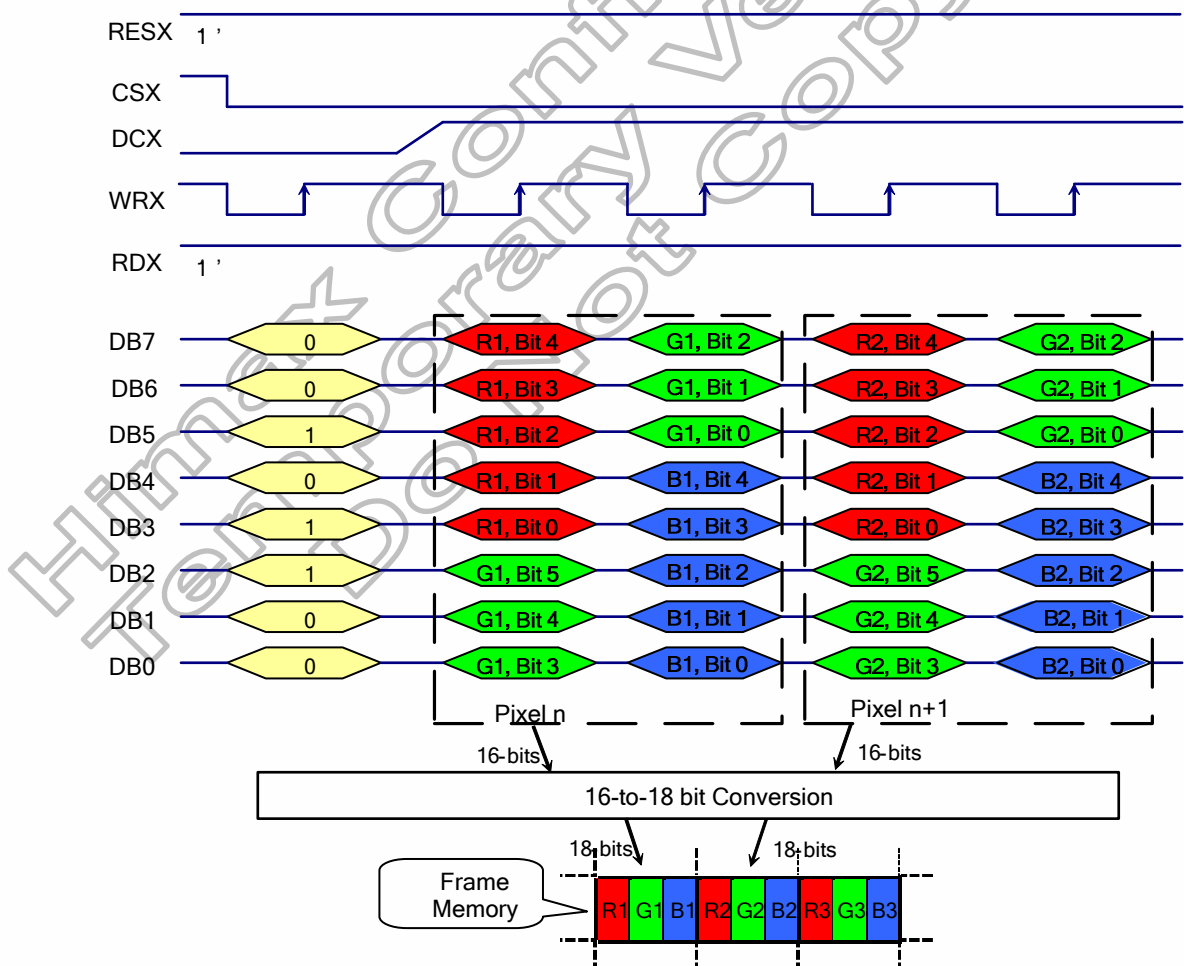 RESX 1 ’
CSX
DCX
WRX
RDX 1 ’
DB7 0 R1, Bit 4 G1, Bit 2 R2, Bit 4 G2, Bit 2
DB6 0 R1, Bit 3 G1, Bit 1 R2, Bit 3 G2, Bit 1
DB5 1 R1, Bit 2 G1, Bit 0 R2, Bit 2 G2, Bit 0
DB4 0 R1, Bit 1 B1, Bit 4 R2, Bit 1 B2, Bit 4
DB3 1 R1, Bit 0 B1, Bit 3 R2, Bit 0 B2, Bit 3
DB2 1 G1, Bit 5 B1, Bit 2 G2, Bit 5 B2, Bit 2
DB1 0 G1, Bit 4 B1, Bit 1 G2, Bit 4 B2, Bit 1
DB0 0 G1, Bit 3 B1, Bit 0 G2, Bit 3 B2, Bit 0
Pixel n Pixel n+1
16-bits 16-bits
16-to-18 bit Conversion
18-bits 18-bits
Frame
Memory
R1 G1 B1 R2 G2 B2 R3 G3 B3
Himax Confi
Temporary Ve
Do Not Copy